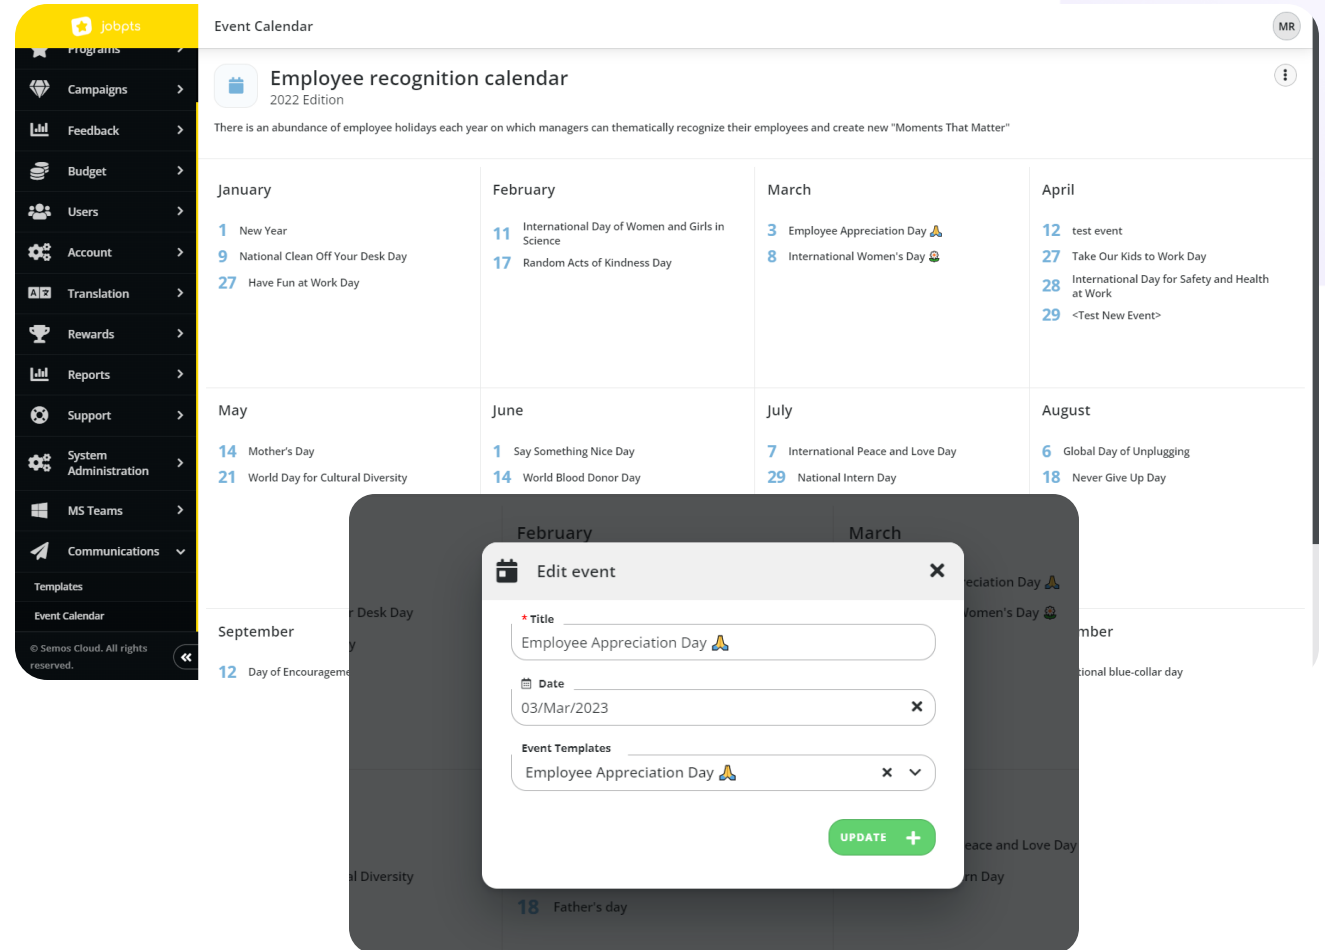 jobpts
Event Calendar
MR
Programs
Campaigns
Feedback
Budget
Users
Account
Translation
Rewards
Reports
Support
System
Administration
MS Teams
Communications
Templates
Event Calendar
© Semos Cloud. All rights
reserved.
Employee recognition calendar
2022 Edition
There is an abundance of employee holidays each year on which managers can thematically recognize their employees and create new "Moments That Matter"
January
1 New Year
9 National Clean Off Your Desk Day
27 Have Fun at Work Day
February
11 International Day of Women and Girls in
Science
17 Random Acts of Kindness Day
March
3 Employee Appreciation Day 🙏
8 International Women's Day 🌹
April
12 test event
27 Take Our Kids to Work Day
28 International Day for Safety and Health
at Work
29 <Test New Event>
May
14 Mother's Day
21 World Day for Cultural Diversity
June
1 Say Something Nice Day
14 World Blood Donor Day
July
7 International Peace and Love Day
29 National Intern Day
August
6 Global Day of Unplugging
18 Never Give Up Day
September
12 Day of Encourageme
mber
tional blue-collar day
February
March
eciation Day 🙏
r Desk Day
omen's Day 🌹
y
Edit event
* Title
Employee Appreciation Day 🙏
Date
03/Mar/2023
Event Templates
Employee Appreciation Day 🙏
UPDATE
eace and Love Day
al Diversity
rn Day
18 Father's day